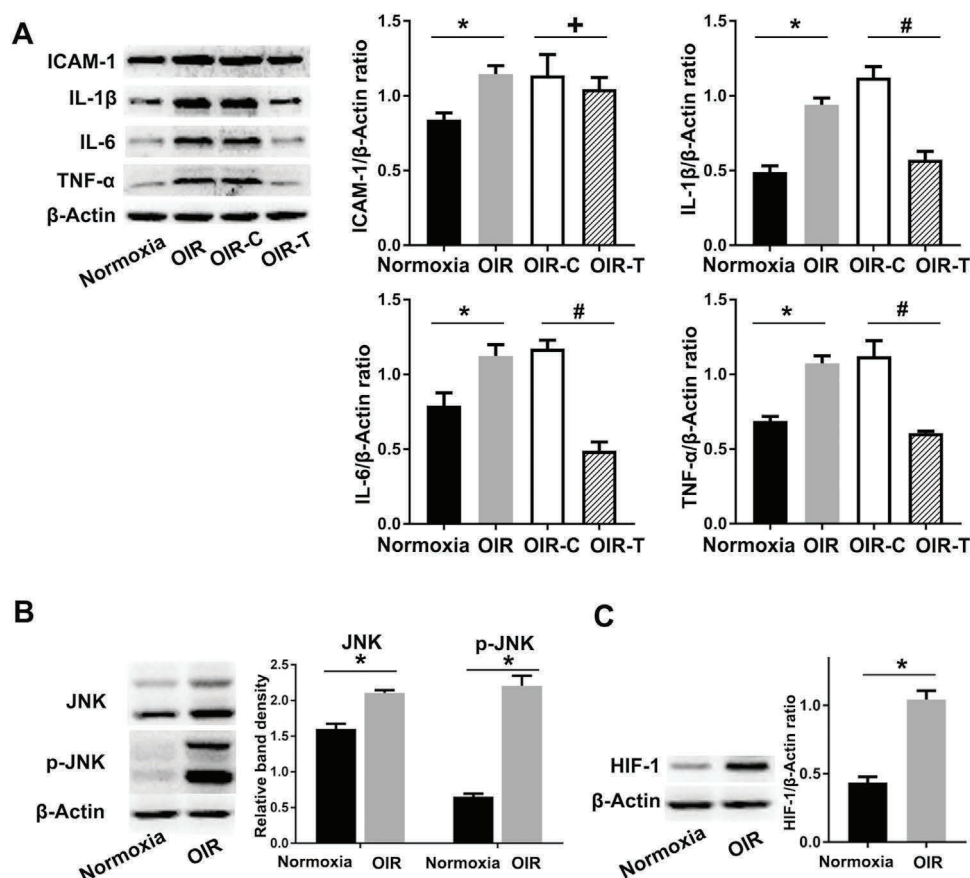 A
ICAM-1
IL-1β
IL-6
TNF-α
β-Actin
Normoxia OIR OIR-C OIR-T
ICAM-1/β-Actin ratio
1.5
1.0
0.5
0.0
* +
Normoxia OIR OIR-C OIR-T
IL-1β/β-Actin ratio
1.5
1.0
0.5
0.0
* #
Normoxia OIR OIR-C OIR-T
IL-6/β-Actin ratio
1.5
1.0
0.5
0.0
* #
Normoxia OIR OIR-C OIR-T
TNF-α/β-Actin ratio
1.5
1.0
0.5
0.0
* #
Normoxia OIR OIR-C OIR-T
B
JNK
p-JNK
β-Actin
Normoxia OIR
JNK p-JNK
* *
Relative band density
2.5
2.0
1.5
1.0
0.5
0.0
Normoxia OIR Normoxia OIR
C
HIF-1
β-Actin
Normoxia OIR
HIF-1/β-Actin ratio
1.0
0.5
0.0
*
Normoxia OIR